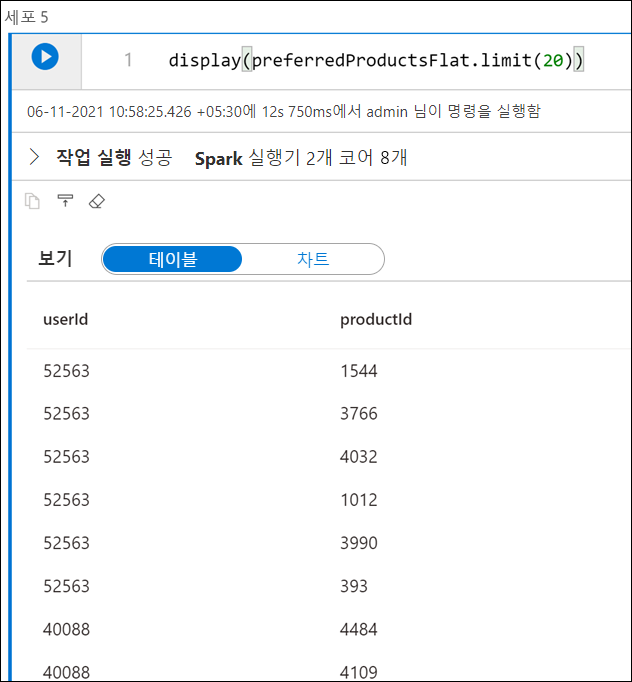 세포 5
1 display(preferredProductsFlat.limit(20))
06-11-2021 10:58:25.426 +05:30에 12s 750ms에서 admin 님이 명령을 실행함
작업 실행 성공 Spark 실행기 2개 코어 8개
보기 테이블 차트
userId productId
52563 1544
52563 3766
52563 4032
52563 1012
52563 3990
52563 393
40088 4484
40088 4109